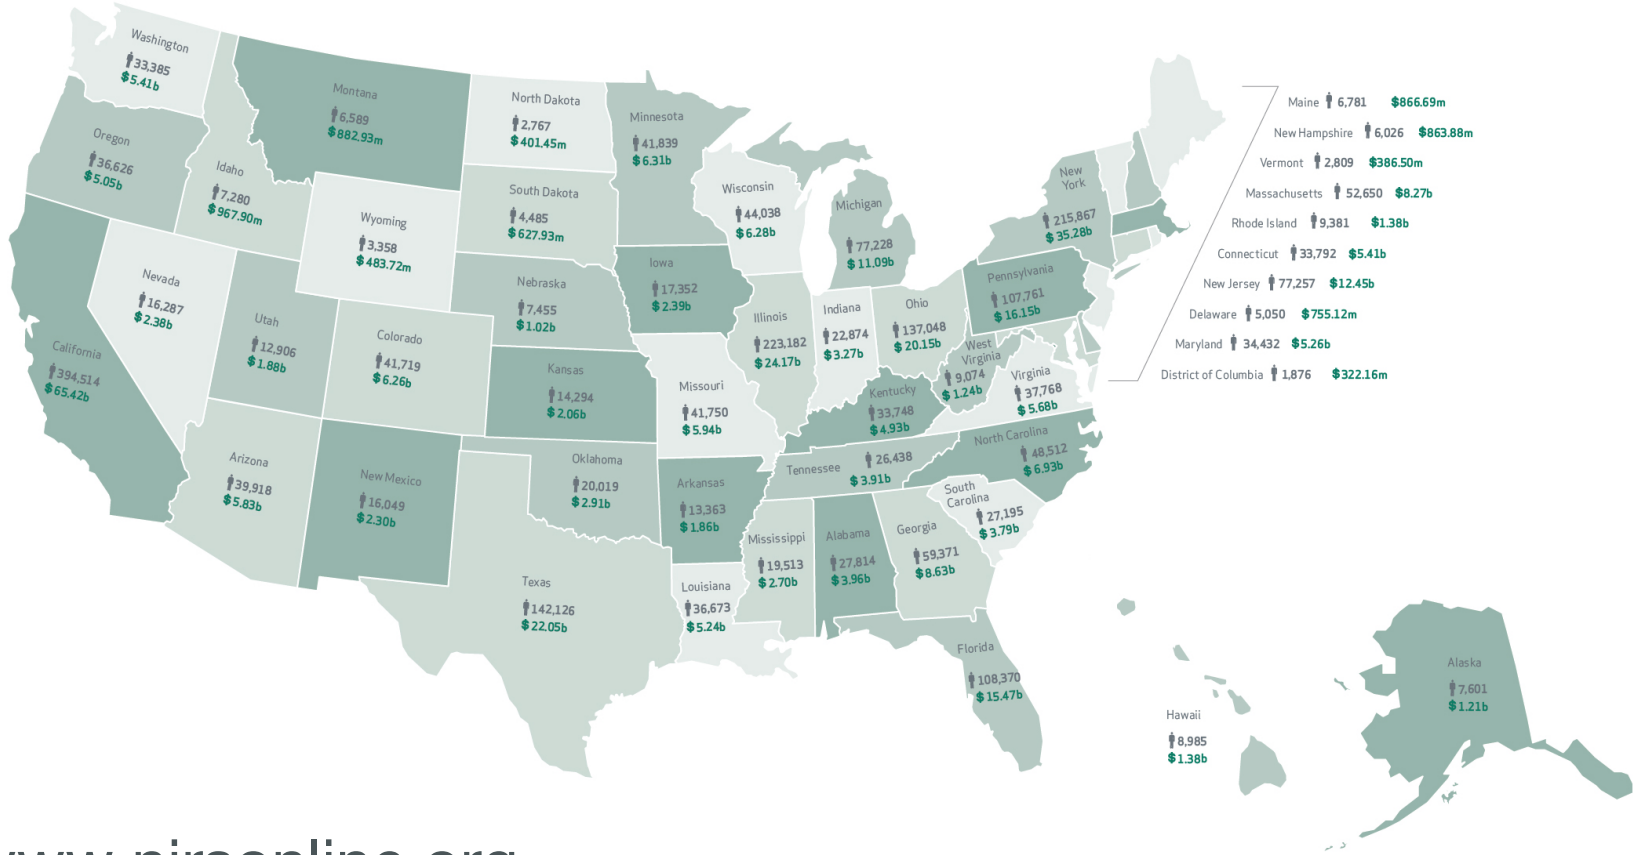 Washington
33,385
$5.41b
Oregon
36,626
$5.05b
Idaho
7,280
$967.90m
Montana
6,589
$882.93m
Wyoming
3,358
$483.72m
North Dakota
2,767
$401.45m
South Dakota
4,485
$627.93m
Nebraska
7,455
$1.02b
Minnesota
41,839
$6.31b
Wisconsin
44,038
$6.28b
Michigan
77,228
$11.09b
Iowa
17,352
$2.39b
Nevada
16,287
$2.38b
Utah
12,906
$1.88b
Colorado
41,719
$6.26b
California
394,514
$65.42b
Arizona
39,918
$5.83b
New Mexico
16,049
$2.30b
Kansas
14,294
$2.06b
Missouri
41,750
$5.94b
Illinois
223,182
$24.17b
Indiana
22,874
$3.27b
Ohio
137,048
$20.15b
West
Virginia
9,074
$1.24b
Virginia
37,768
$5.68b
Pennsylvania
107,761
$16.15b
New
York
215,867
$35.28b
Kentucky
33,748
$4.93b
Tennessee
26,438
$3.91b
North Carolina
48,512
$6.93b
South
Carolina
27,195
$3.79b
Oklahoma
20,019
$2.91b
Arkansas
13,363
$1.86b
Mississippi
19,513
$2.70b
Alabama
27,814
$3.96b
Georgia
59,371
$8.63b
Texas
142,126
$22.05b
Louisiana
36,673
$5.24b
Florida
108,370
$15.47b
Maine 6,781 $866.69m
New Hampshire 6,026 $863.88m
Vermont 2,809 $386.50m
Massachusetts 52,650 $8.27b
Rhode Island 9,381 $1.38b
Connecticut 33,792 $5.41b
New Jersey 77,257 $12.45b
Delaware 5,050 $755.12m
Maryland 34,432 $5.26b
District of Columbia 1,876 $322.16m
Hawaii
8,985
$1.38b
Alaska
7,601
$1.21b
www.nirsonline.org